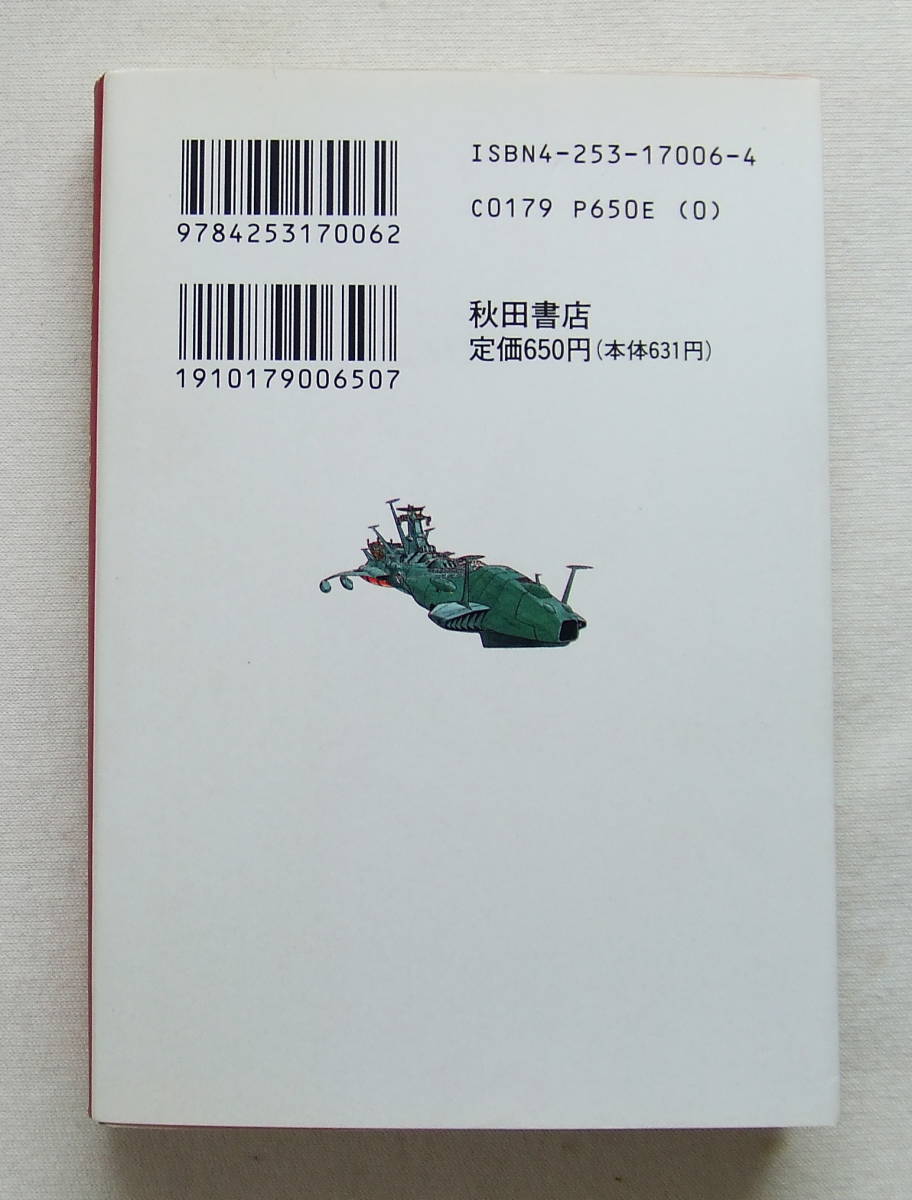 ISBN4-253-17006-4
C0179 P650E (0)
9784253170062
秋田書店
定価650円(本体631円)
1910179006507